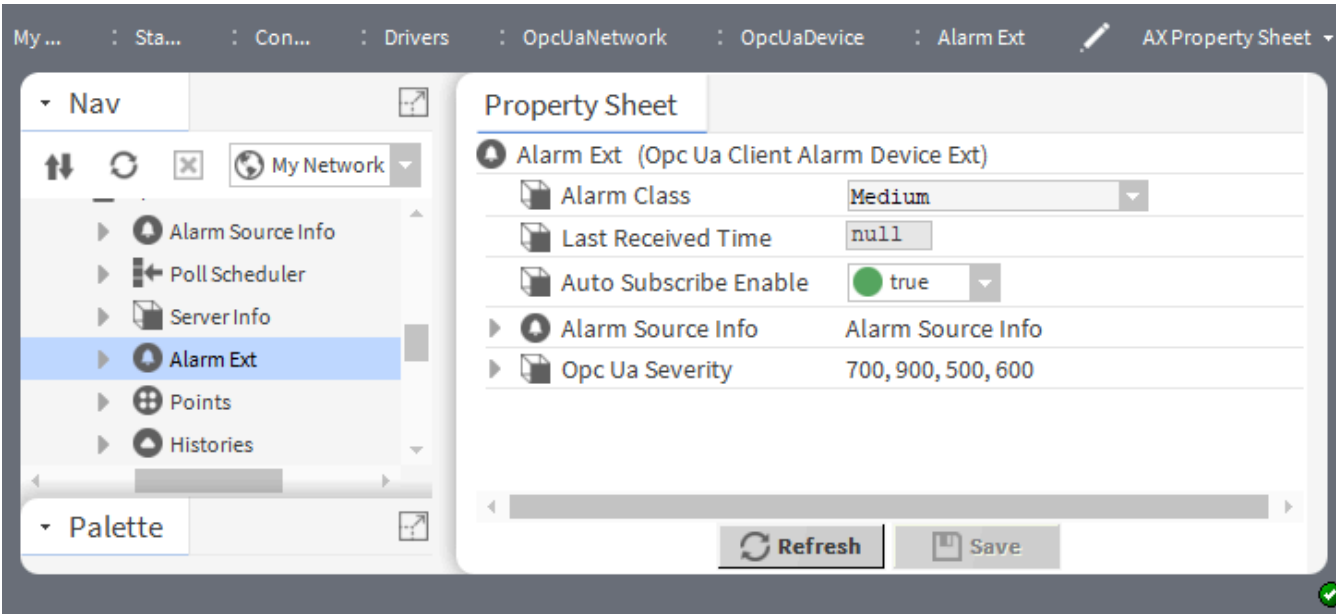 My ... : Sta... : Con... : Drivers : OpcUaNetwork : OpcUaDevice : Alarm Ext AX Property Sheet
Nav
My Network
Alarm Source Info
Poll Scheduler
Server Info
Alarm Ext
Points
Histories
Palette
Property Sheet
Alarm Ext (Opc Ua Client Alarm Device Ext)
Alarm Class Medium
Last Received Time null
Auto Subscribe Enable true
Alarm Source Info Alarm Source Info
Opc Ua Severity 700, 900, 500, 600
Refresh Save